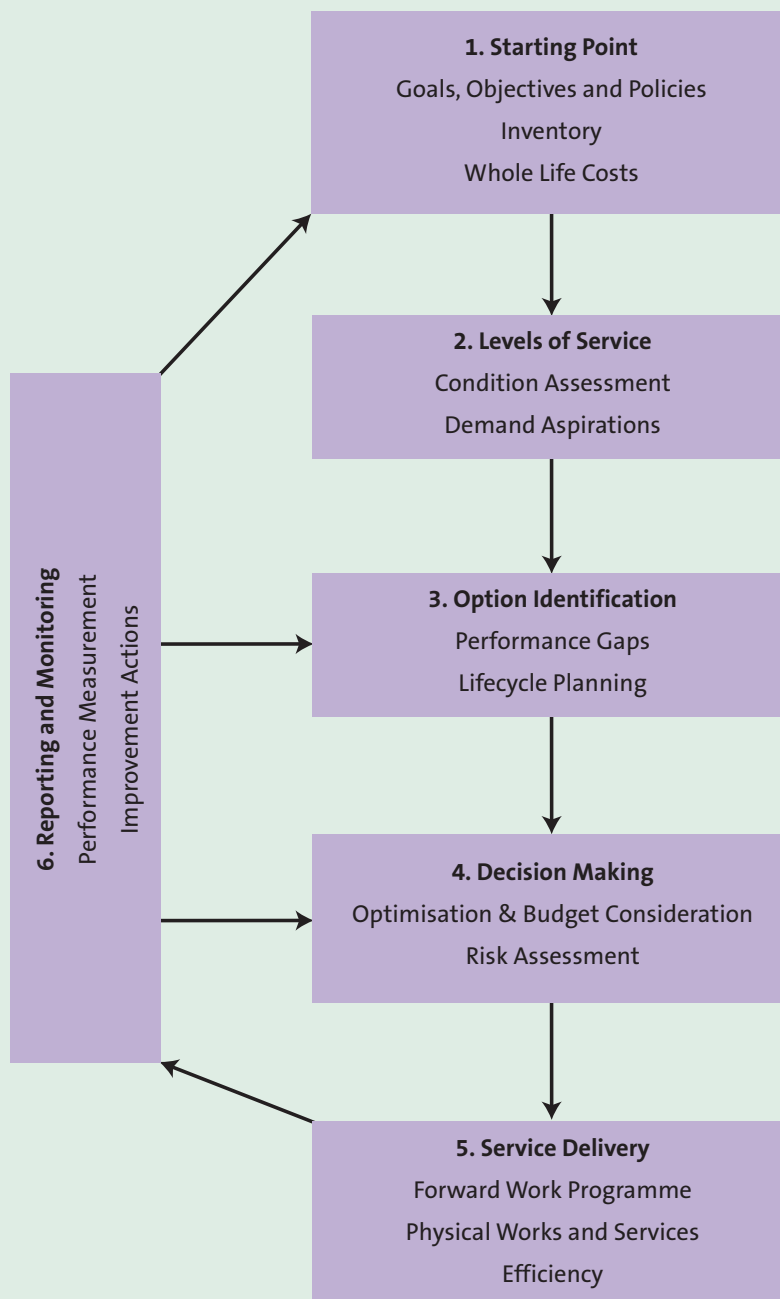 1. Starting Point
Goals, Objectives and Policies
Inventory
Whole Life Costs
2. Levels of Service
Condition Assessment
Demand Aspirations
3. Option Identification
Performance Gaps
Lifecycle Planning
4. Decision Making
Optimisation & Budget Consideration
Risk Assessment
5. Service Delivery
Forward Work Programme
Physical Works and Services
Efficiency
6. Reporting and Monitoring
Performance Measurement
Improvement Actions